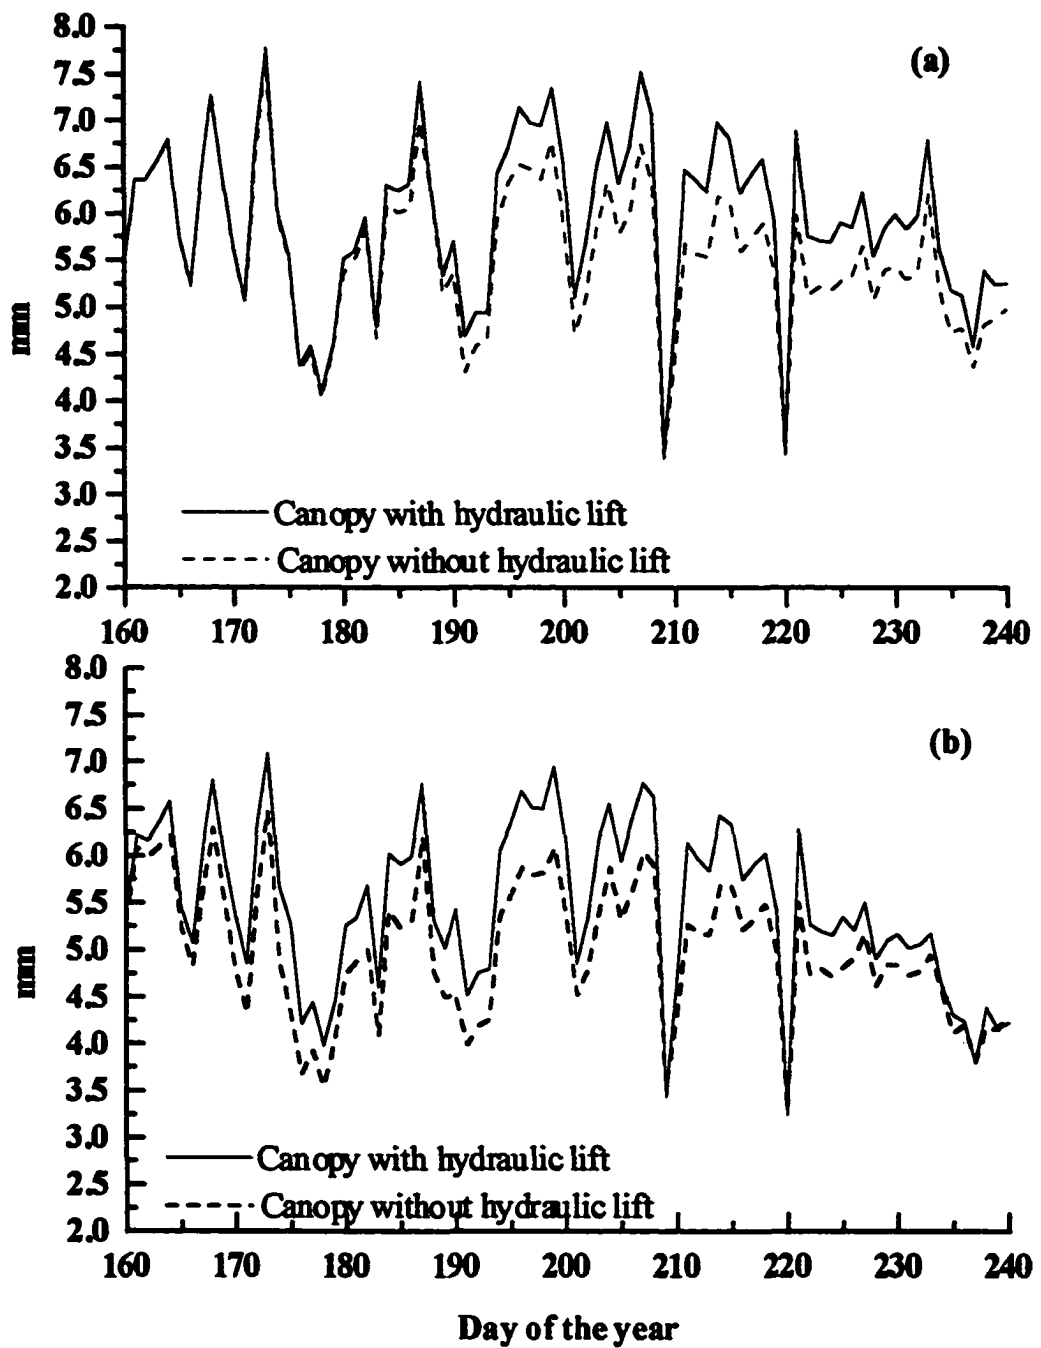 8.0
(a)
7.5
7.0
6.5
6.0
5.5
5.0
mm
4.5
4.0
3.5
3.0
Canopy with hydraulic lift
2.5
Canopy without hydraulic lift
2.0
160 170 180 190 200 210 220 230 240
8.0
7.5
(b)
7.0
6.5
6.0
5.5
5.0
mm
4.5
4.0
3.5
3.0
Canopy with hydraulic lift
2.5
Canopy without hydraulic lift
2.0
160 170 180 190 200 210 220 230 240
Day of the year